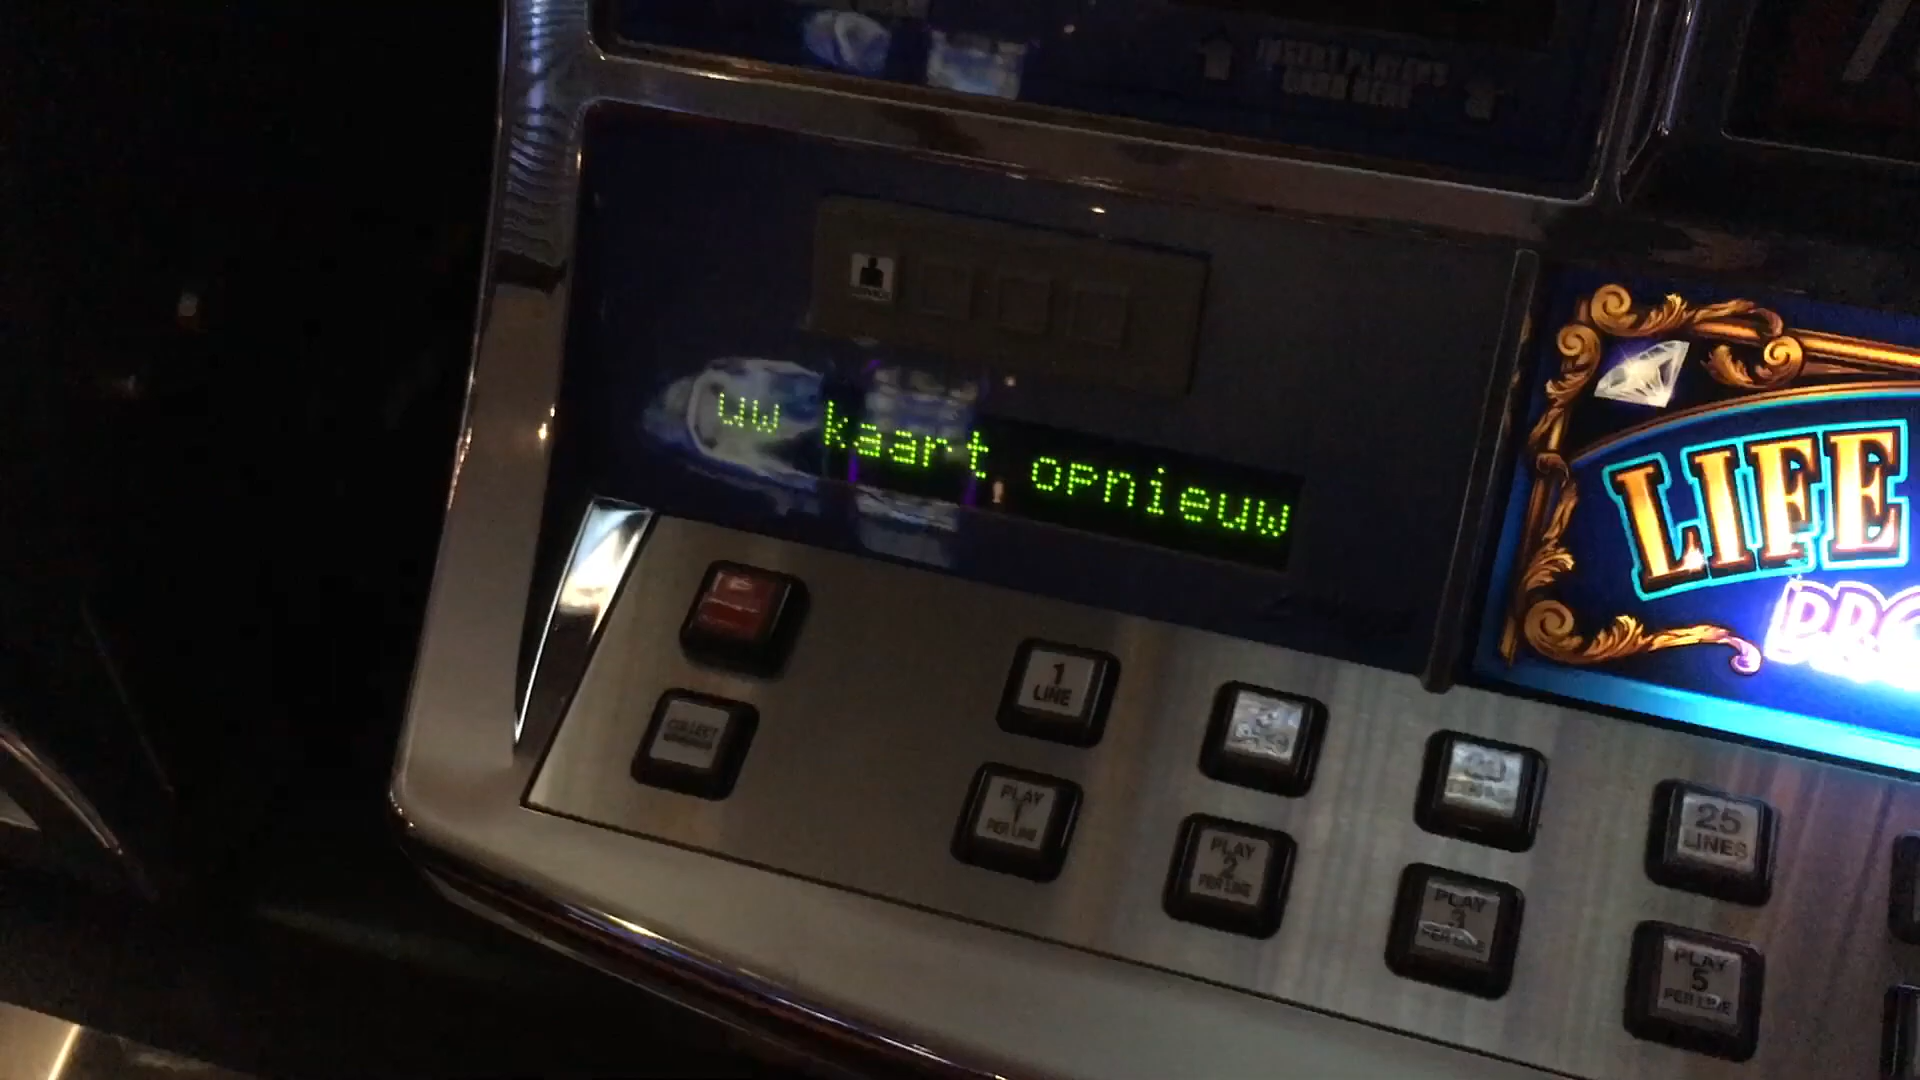 INSERT PLAYER'S
CARD HERE
uw kaart opnieuw
LIFE
1
LINE
COLLECT
PLAY
1
PER LINE
PLAY
2
PER LINE
25
LINES
PLAY
3
PER LINE
PLAY
5
PER LINE